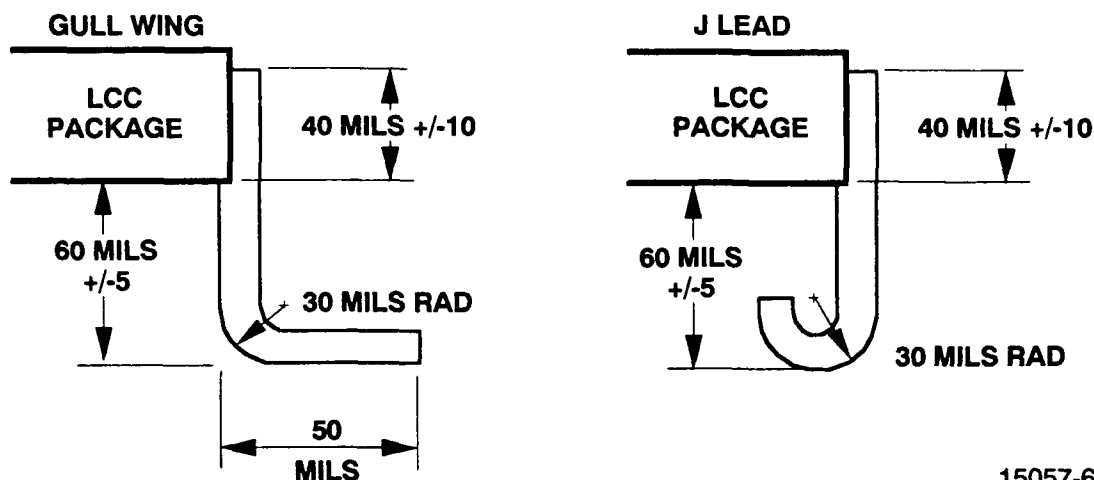 GULL WING
LCC
PACKAGE
40 MILS +/-10
60 MILS
+/-5
30 MILS RAD
50
MILS
J LEAD
LCC
PACKAGE
40 MILS +/-10
60 MILS
+/-5
30 MILS RAD
15057-6